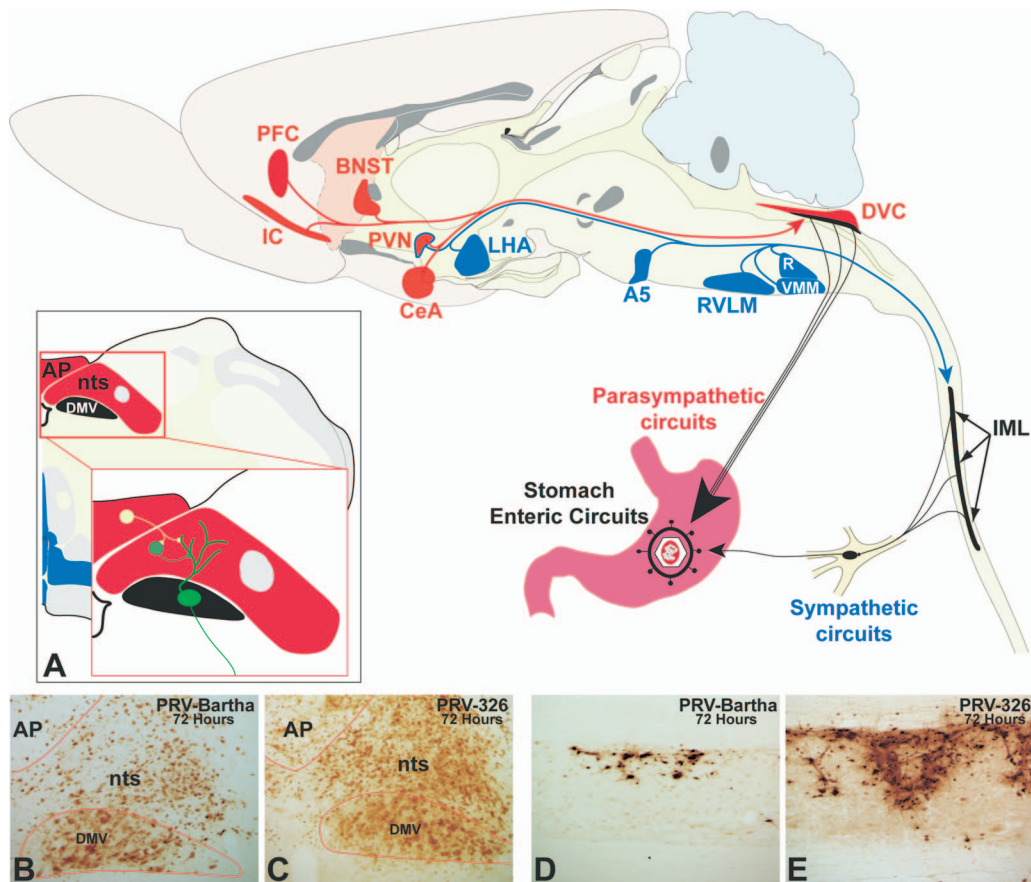 PFC
BNST
IC
PVN
LHA
CeA
DVC
A5
R
RVLM
VMM
IML
Parasympathetic
circuits
Stomach
Enteric Circuits
Sympathetic
circuits
AP
nts
DMV
A
PRV-Bartha
72 Hours
AP
nts
DMV
B
PRV-326
72 Hours
AP
nts
DMV
C
PRV-Bartha
72 Hours
D
PRV-326
72 Hours
E